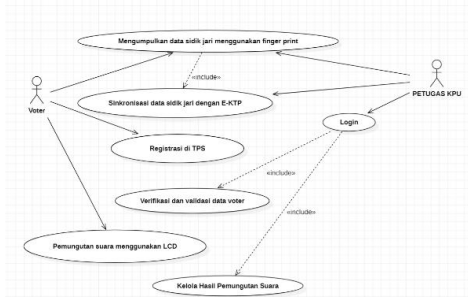 Mengumpulkan data sidik jari menggunakan finger print
«include»
Voter
PETUGAS KPU
Sinkronisasi data sidik jari dengan E-KTP
Login
Registrasi di TPS
«include»
Verifikasi dan validasi data voter
«include»
Pemungutan suara menggunakan LCD
Kelola Hasil Pemungutan Suara